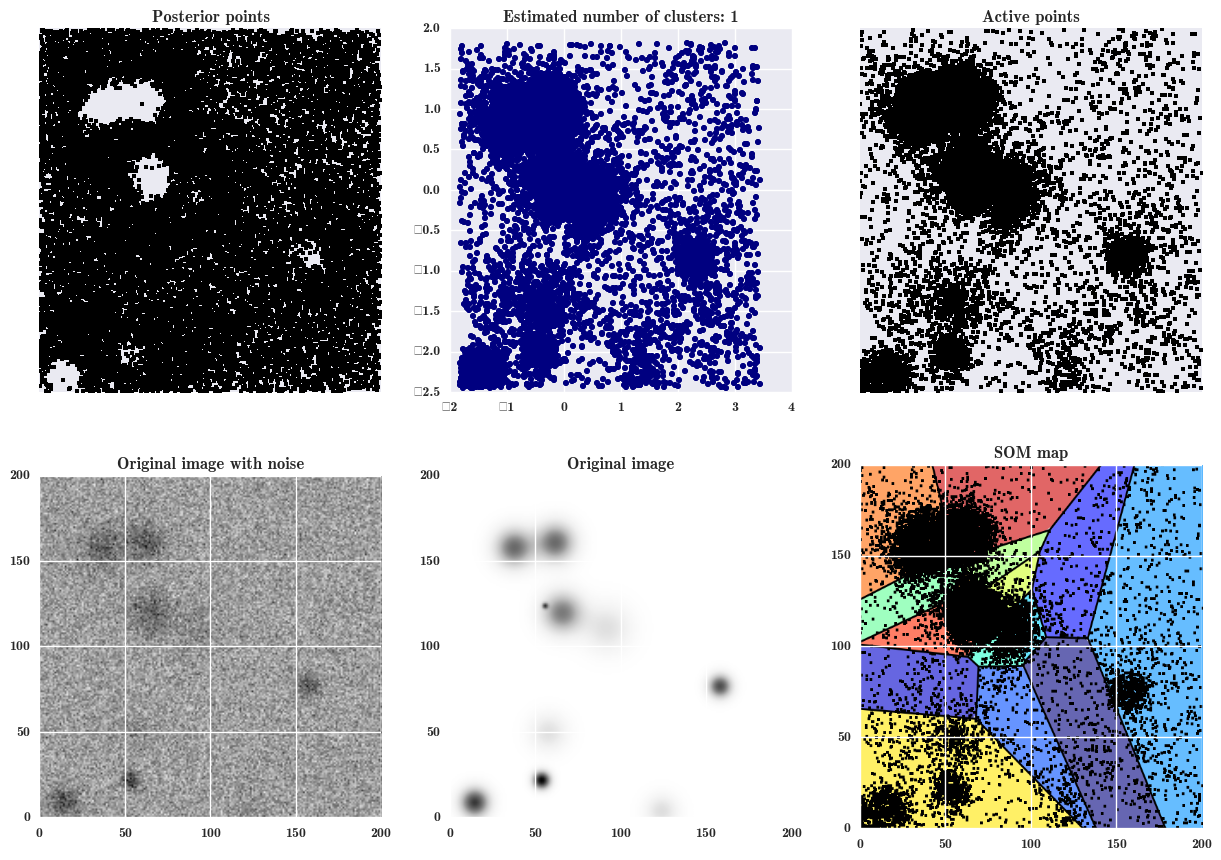 Posterior points
Estimated number of clusters: 1
Active points
2.0
1.5
1.0
0.5
0.0
□0.5
□1.0
□1.5
□2.0
□2.5
□2 □1 0 1 2 3 4
Original image with noise
Original image
SOM map
200
150
100
50
0
0 50 100 150 200
200
150
100
50
0
0 50 100 150 200
200
150
100
50
0
0 50 100 150 200